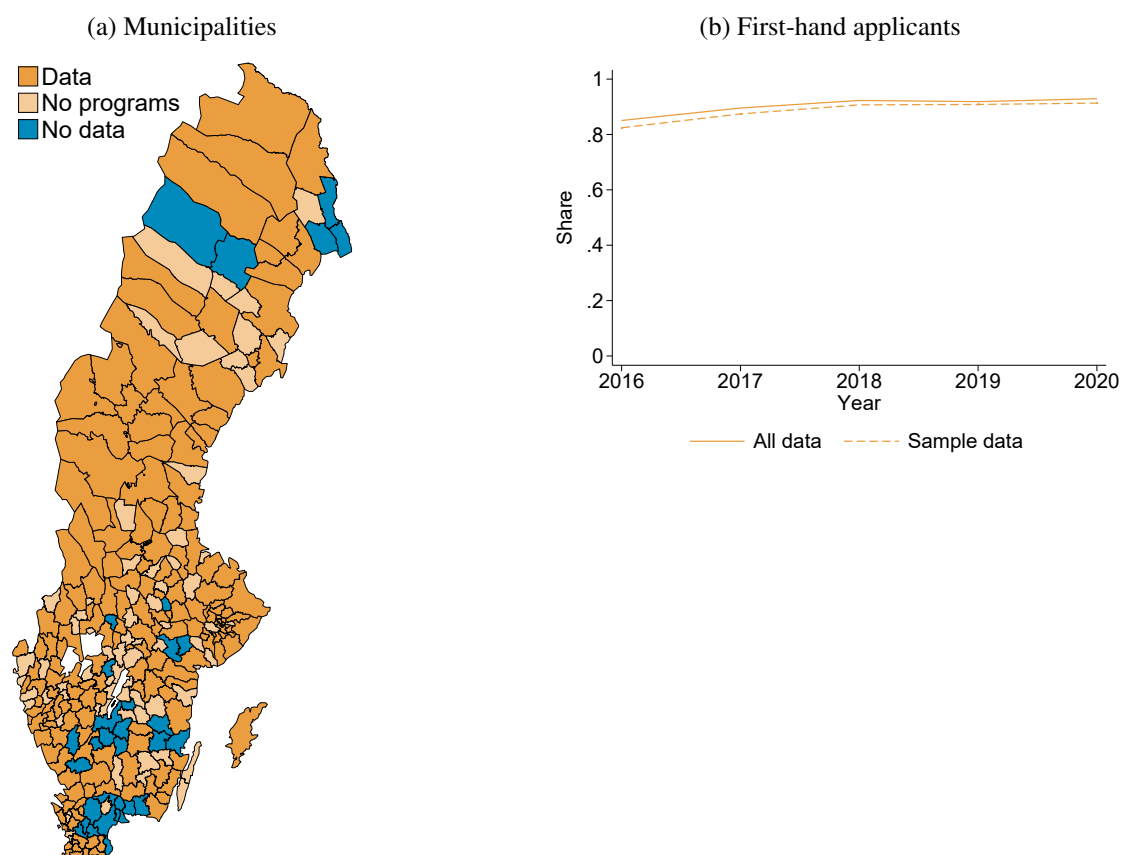 (a) Municipalities
Data
No programs
No data
(b) First-hand applicants
1
.8
.6
.4
.2
0
Share
2016 2017 2018 2019 2020
Year
All data Sample data